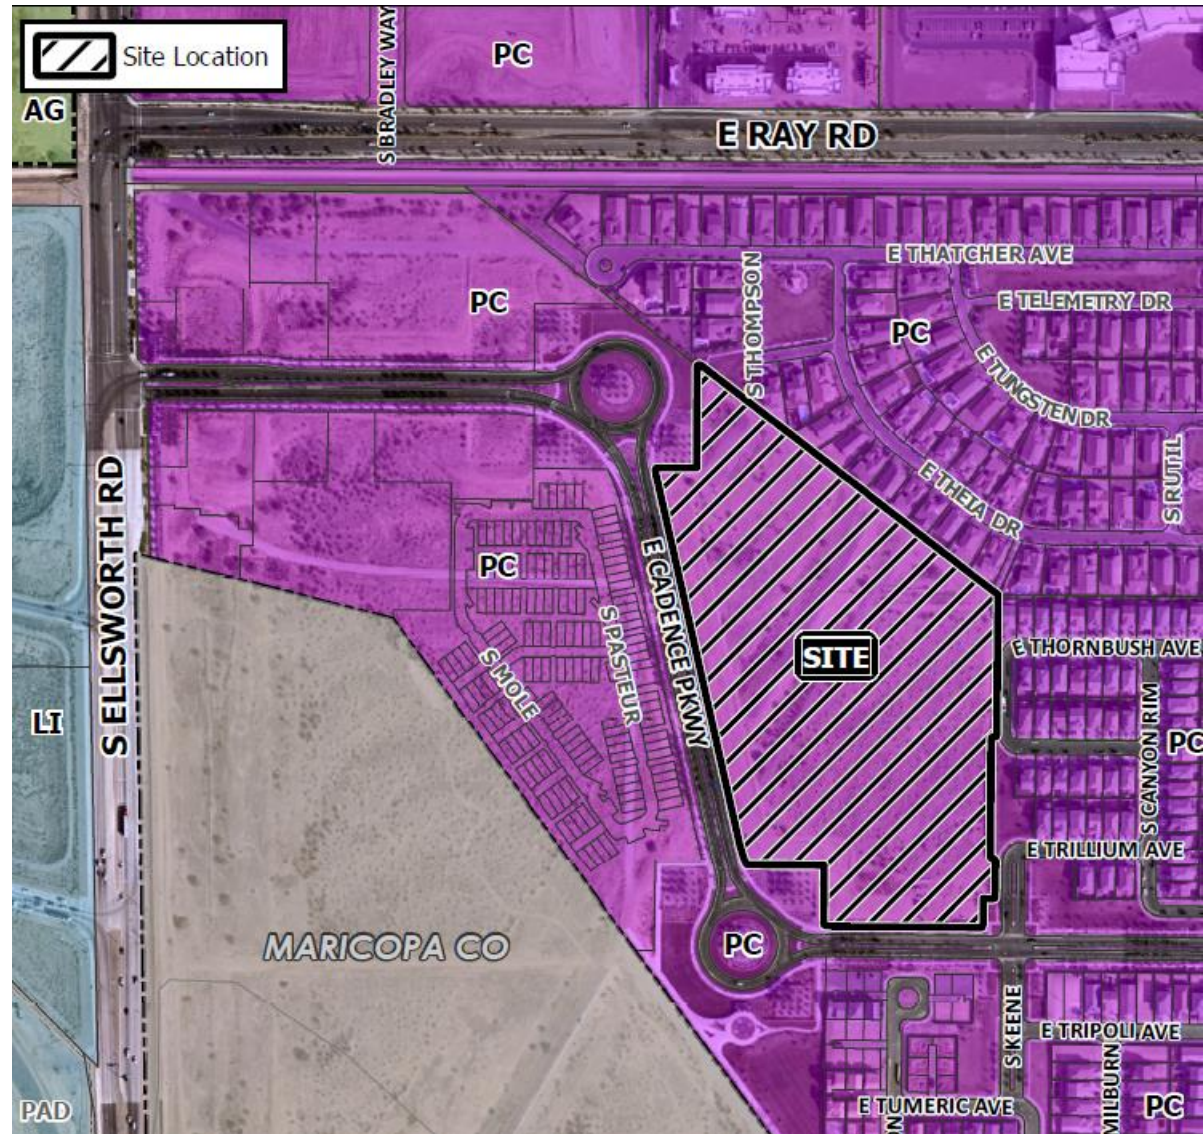 Site Location
PC
AG
S BRADLEY WAY
E RAY RD
E THATCHER AVE
S THOMPSON
E TELEMETRY DR
PC
PC
E TUNGSTEN DR
S RUTIL
E THEIA DR
S ELLSWORTH RD
PC
E CADENCE PKWY
S PASTEUR
S MOLE
SITE
E THORNBUSH AVE
S CANYON RIM
PC
LI
E TRILLIUM AVE
MARICOPA CO
PC
S KEENE
E TRIPOLI AVE
MILBURN
PAD
E TUMERIC AVE
PC